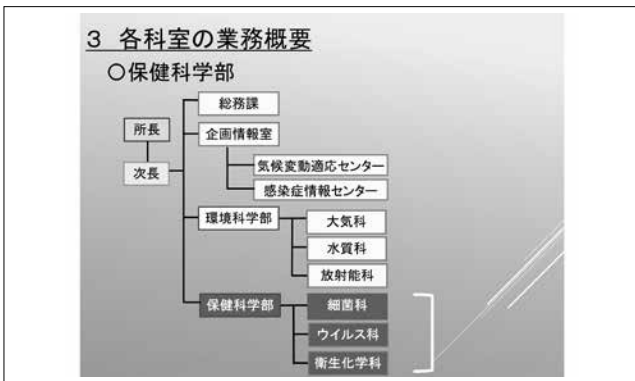 3 各科室の業務概要
○保健科学部
総務課
所長
企画情報室
次長
気候変動適応センター
感染症情報センター
環境科学部
大気科
水質科
放射能科
保健科学部
細菌科
ウイルス科
衛生化学科